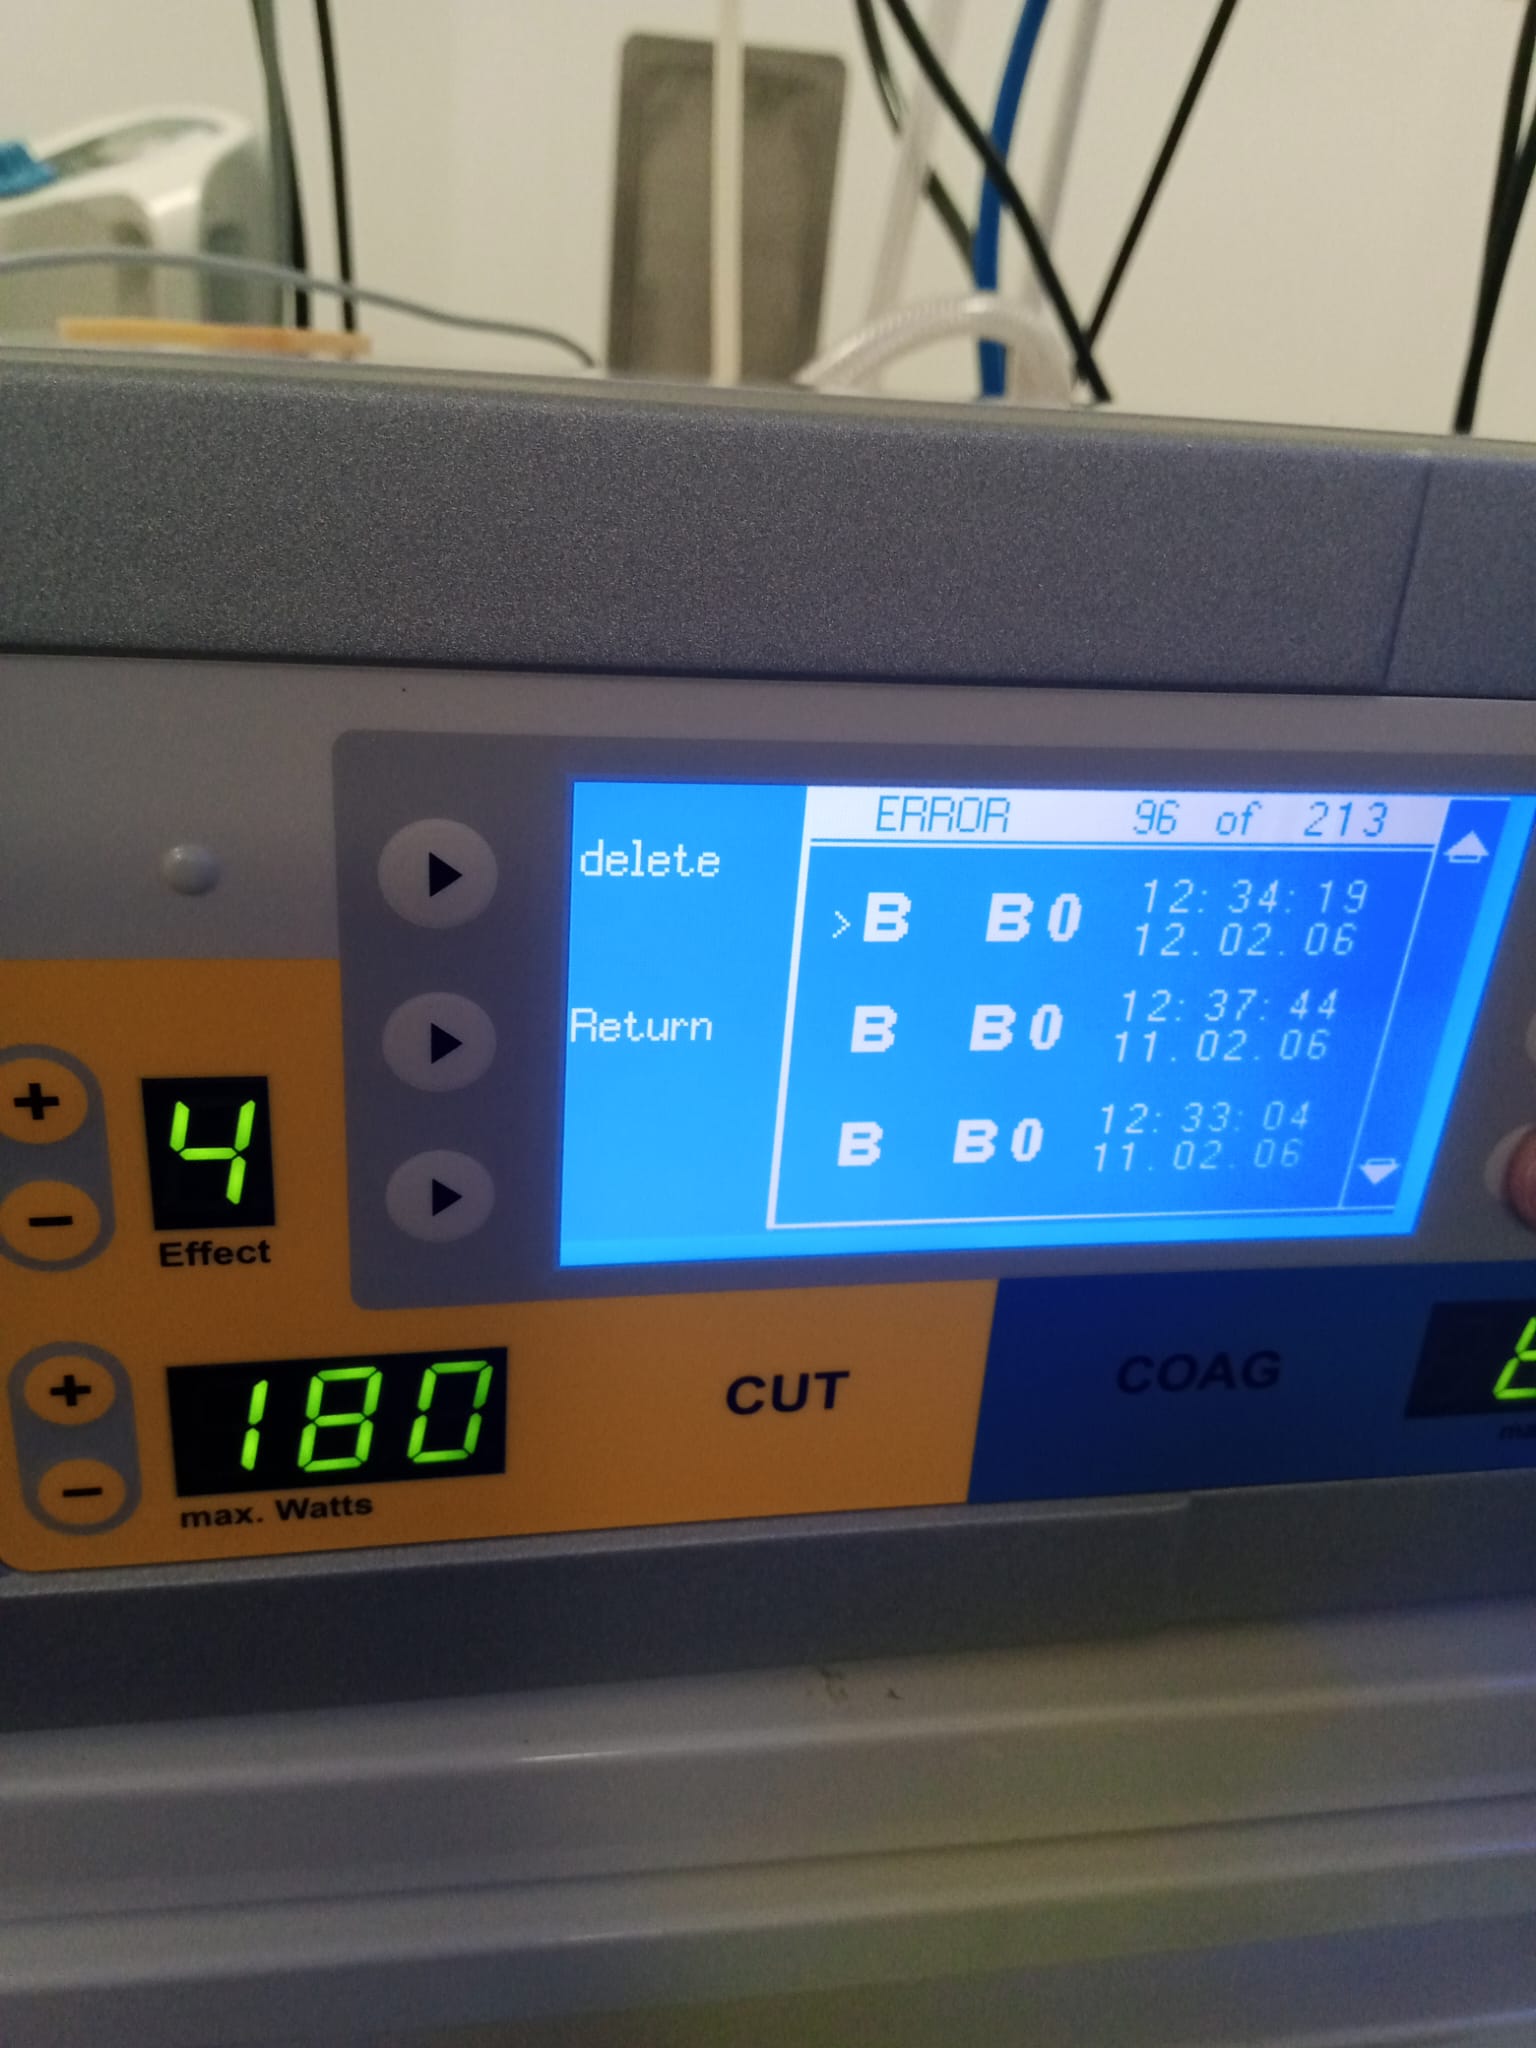 ERROR 96 of 213
delete
>B B0 12:34:19
12.02.06
Return
B B0 12:37:44
11.02.06
B B0 12:33:04
11.02.06
+
4
-
Effect
+
180
-
max. Watts
CUT
COAG